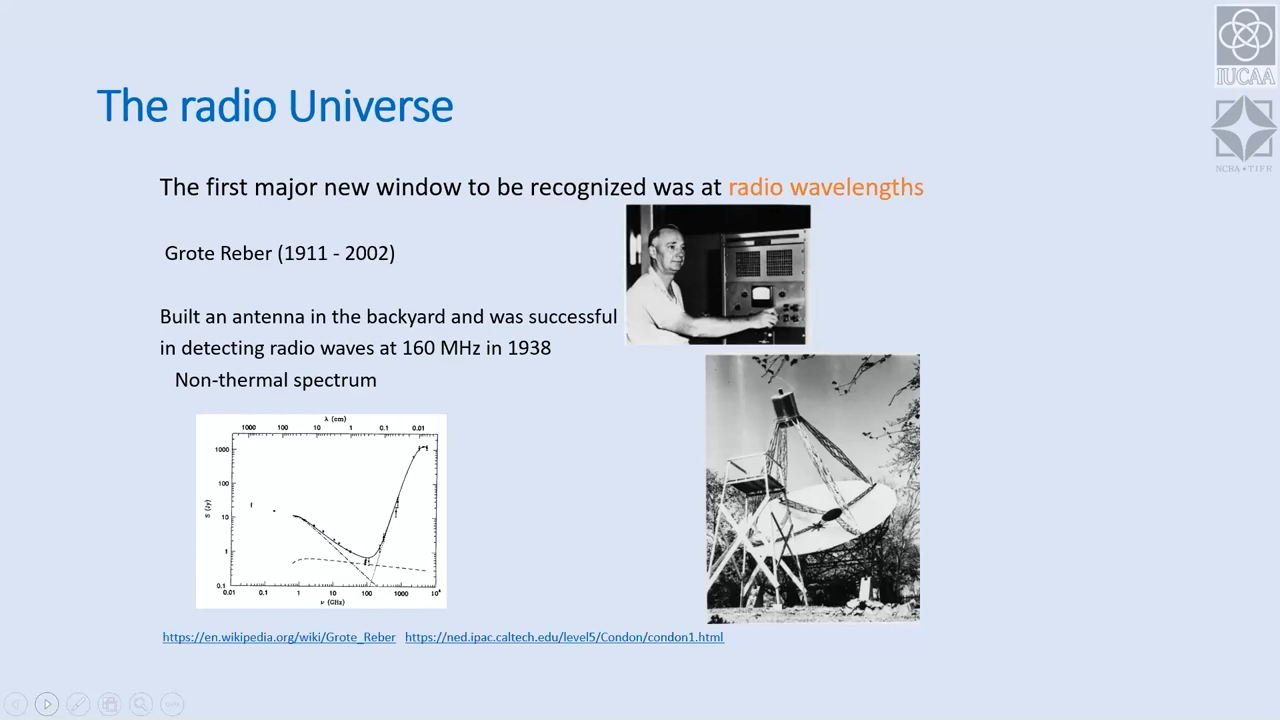 IUCAA
NCRA • TIFR
The radio Universe
The first major new window to be recognized was at radio wavelengths
Grote Reber (1911 - 2002)
Built an antenna in the backyard and was successful
in detecting radio waves at 160 MHz in 1938
Non-thermal spectrum
λ (cm)
1000 100 10 1 0.1 0.01
1000
100
10
1
0.1
S (Jy)
0.01 0.1 1 10 100 1000 10⁴
ν (GHz)
https://en.wikipedia.org/wiki/Grote_Reber https://ned.ipac.caltech.edu/level5/Condon/condon1.html